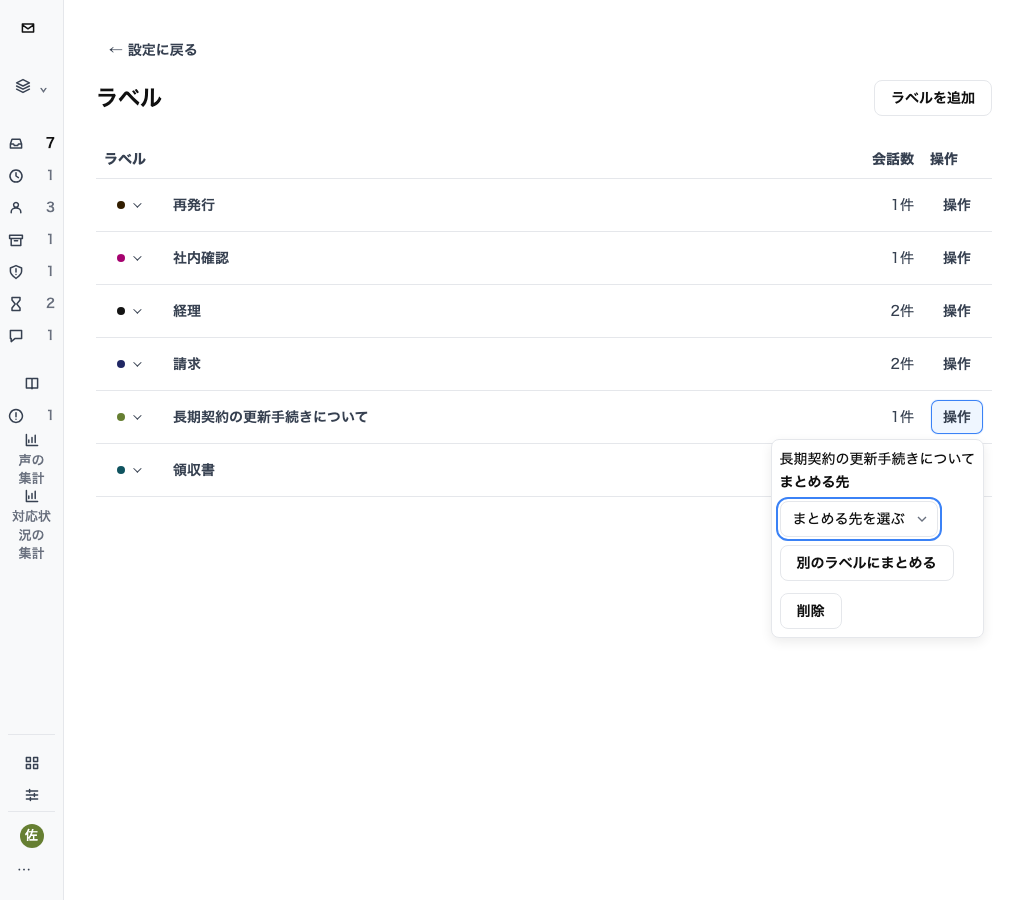 ← 設定に戻る
ラベル
ラベルを追加
ラベル 会話数 操作
再発行 1件 操作
社内確認 1件 操作
経理 2件 操作
請求 2件 操作
長期契約の更新手続きについて 1件 操作
領収書
長期契約の更新手続きについて
まとめる先
まとめる先を選ぶ
別のラベルにまとめる
削除
7
1
3
1
1
2
1
1
声の
集計
対応状
況の
集計
佐
…